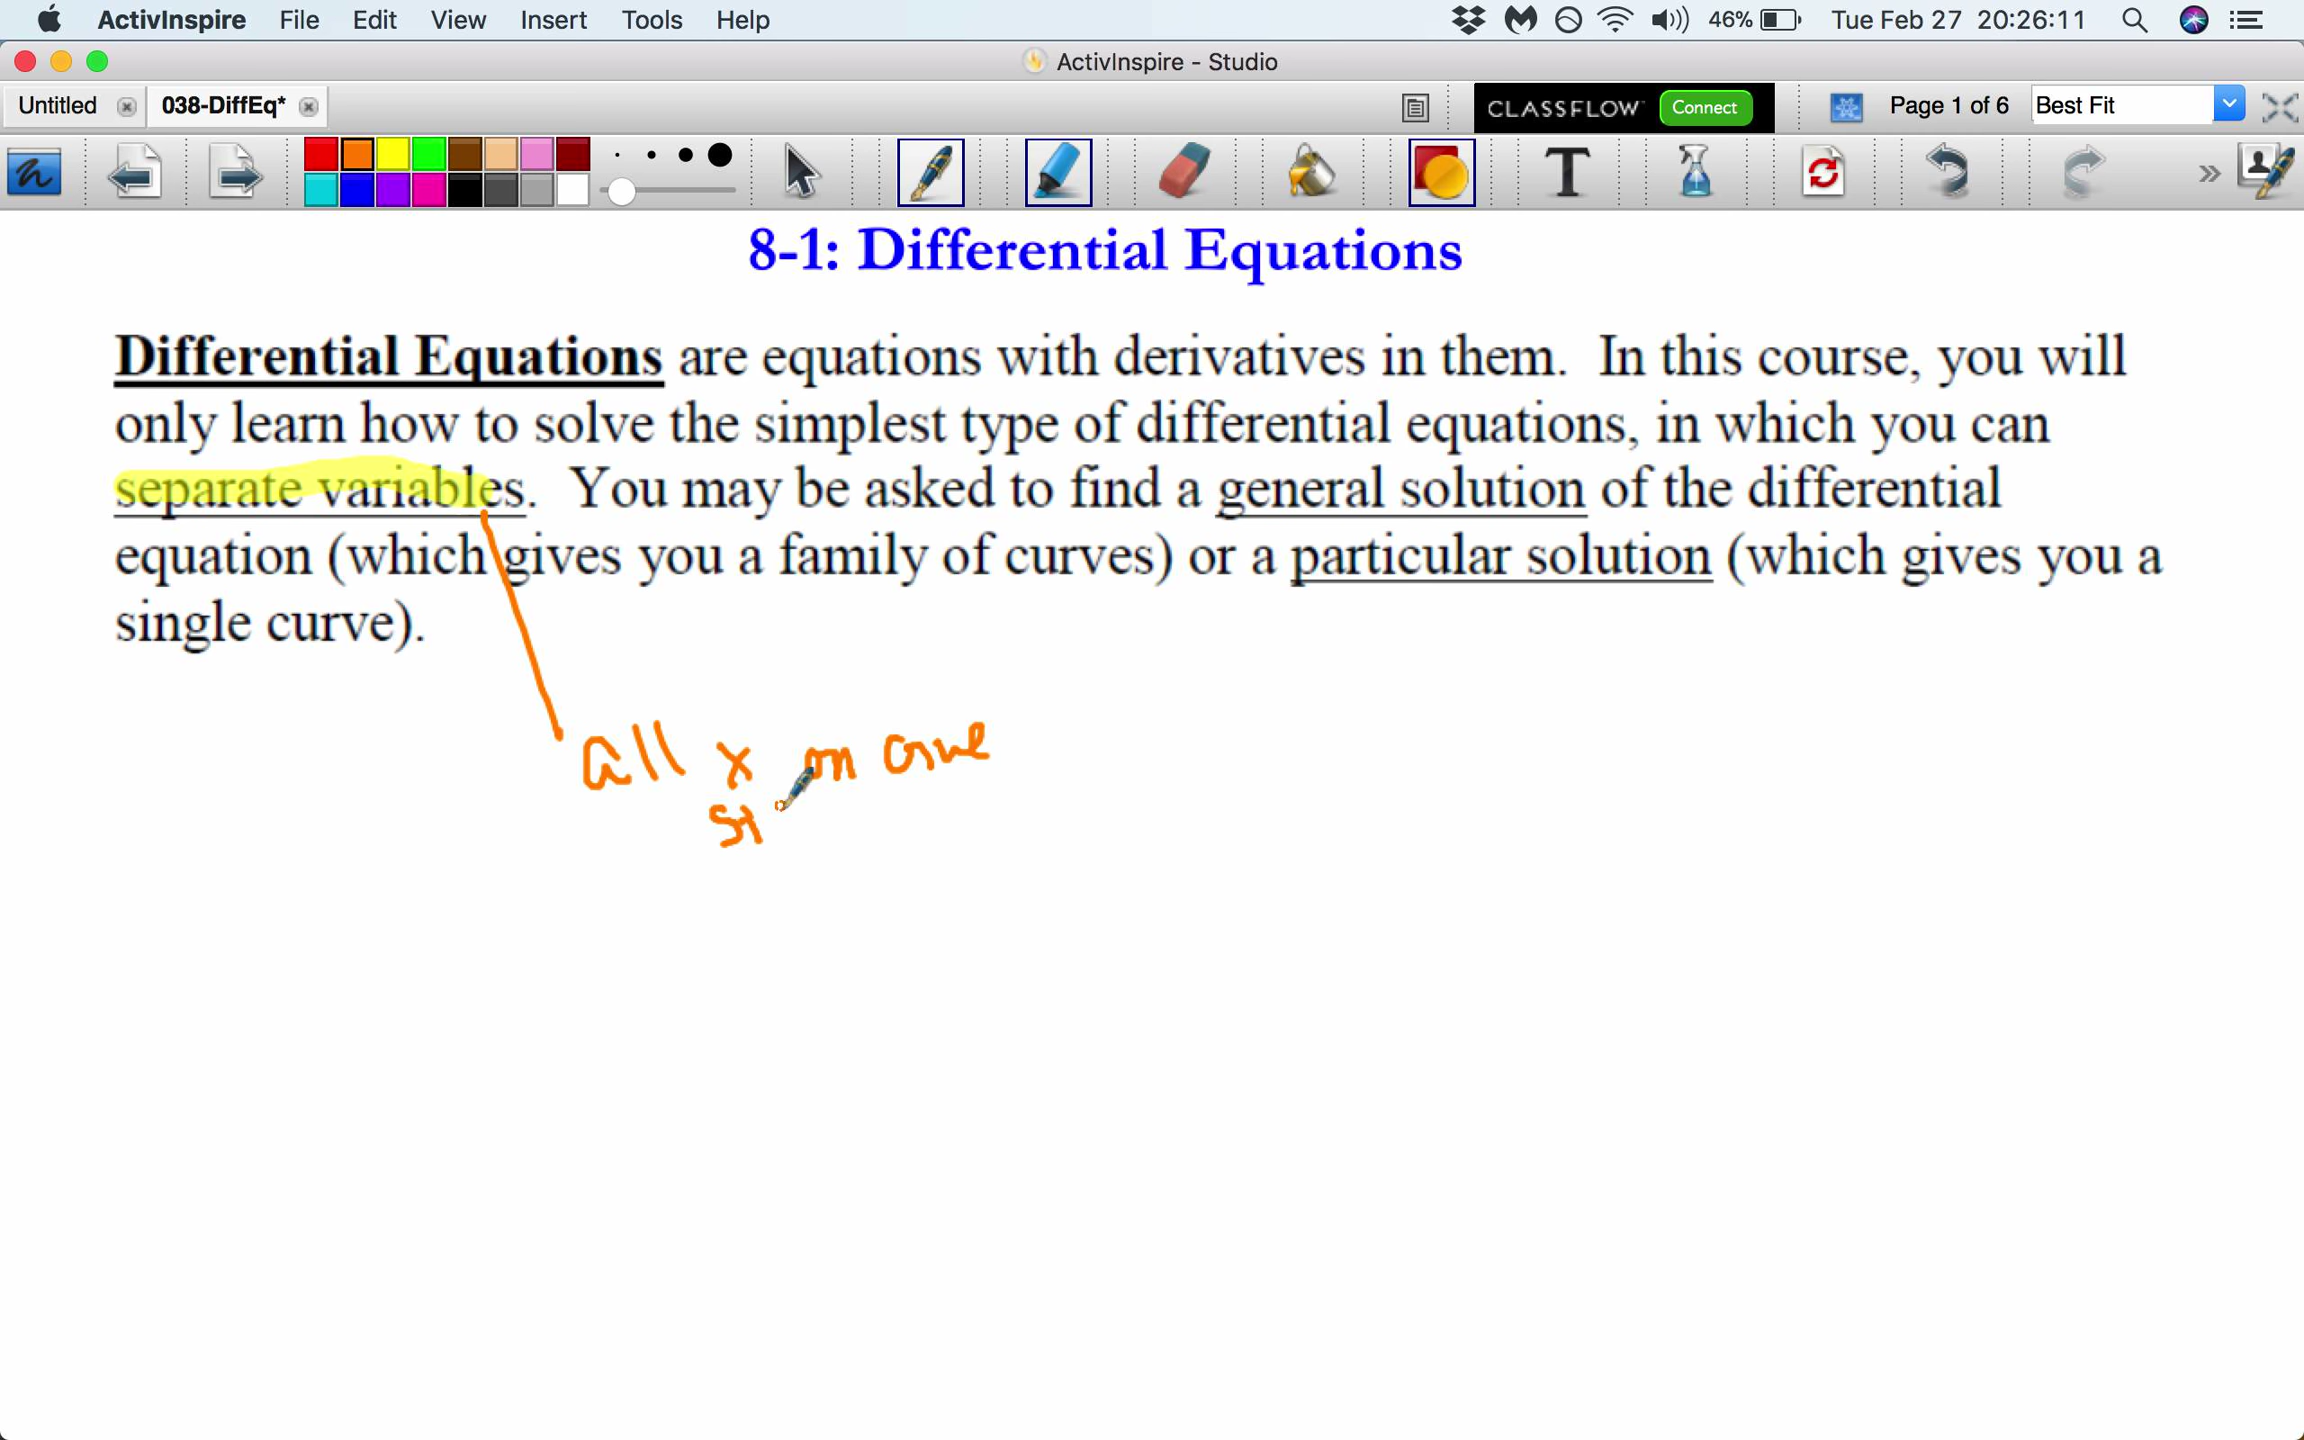 ActivInspire File Edit View Insert Tools Help 46% Tue Feb 27 20:26:11
ActivInspire - Studio
Untitled 038-DiffEq* CLASSFLOW Connect Page 1 of 6 Best Fit
8-1: Differential Equations
Differential Equations are equations with derivatives in them. In this course, you will
only learn how to solve the simplest type of differential equations, in which you can
separate variables. You may be asked to find a general solution of the differential
equation (which gives you a family of curves) or a particular solution (which gives you a
single curve).
all x on one